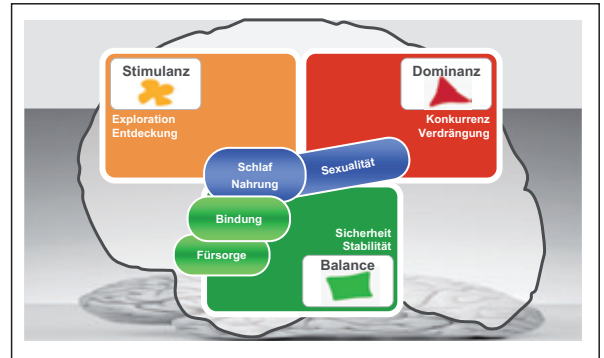 Stimulanz
Exploration
Entdeckung
Dominanz
Konkurrenz
Verdrängung
Schlaf
Nahrung
Sexualität
Bindung
Fürsorge
Sicherheit
Stabilität
Balance